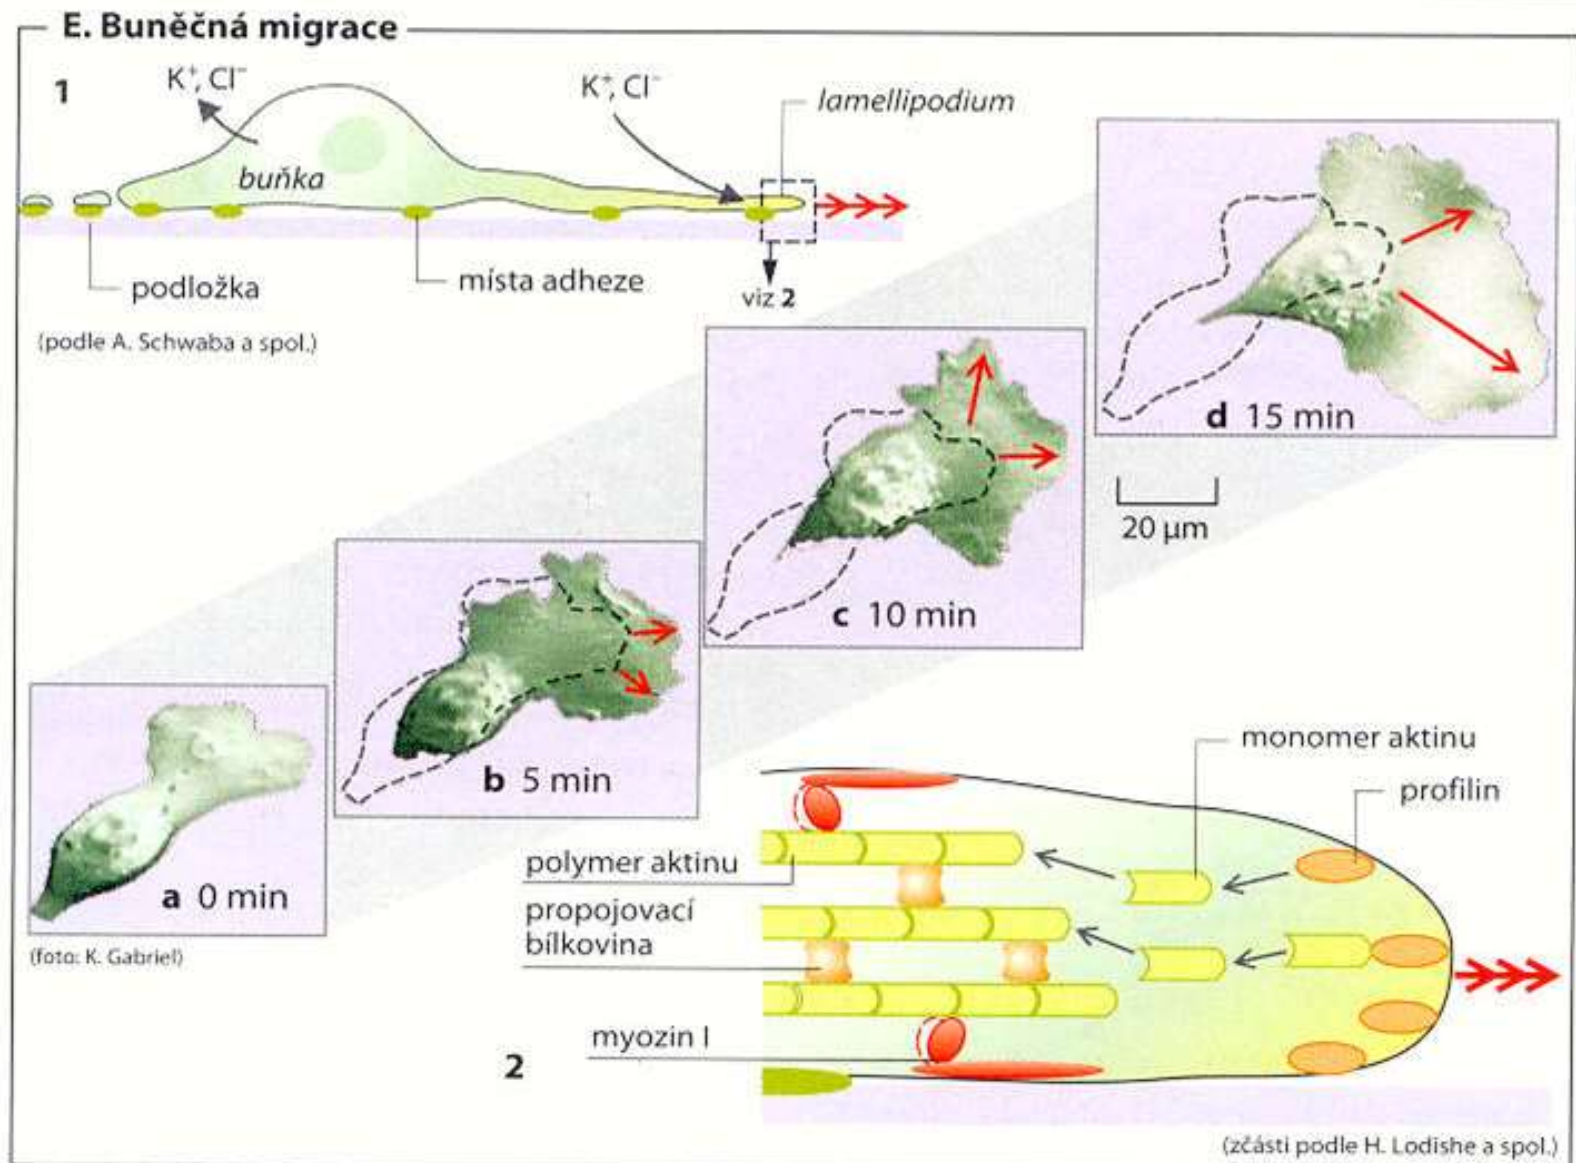 E. Buněčná migrace
1
K⁺, Cl⁻
K⁺, Cl⁻
lamellipodium
buňka
podložka
místa adheze
viz 2
(podle A. Schwaba a spol.)
d 15 min
20 µm
c 10 min
b 5 min
a 0 min
(foto: K. Gabriel)
monomer aktinu
profilin
polymer aktinu
propojovací
bílkovina
myozin I
2
(zčásti podle H. Lodishe a spol.)